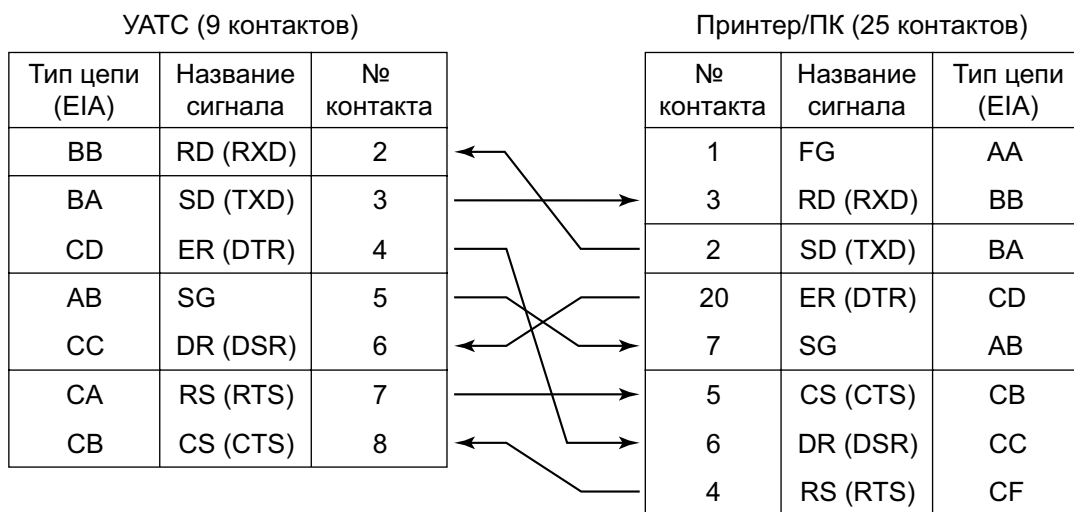 УАТС (9 контактов)
Принтер/ПК (25 контактов)
Тип цепи (EIA) Название сигнала № контакта
BB RD (RXD) 2
BA SD (TXD) 3
CD ER (DTR) 4
AB SG 5
CC DR (DSR) 6
CA RS (RTS) 7
CB CS (CTS) 8
№ контакта Название сигнала Тип цепи (EIA)
1 FG AA
3 RD (RXD) BB
2 SD (TXD) BA
20 ER (DTR) CD
7 SG AB
5 CS (CTS) CB
6 DR (DSR) CC
4 RS (RTS) CF